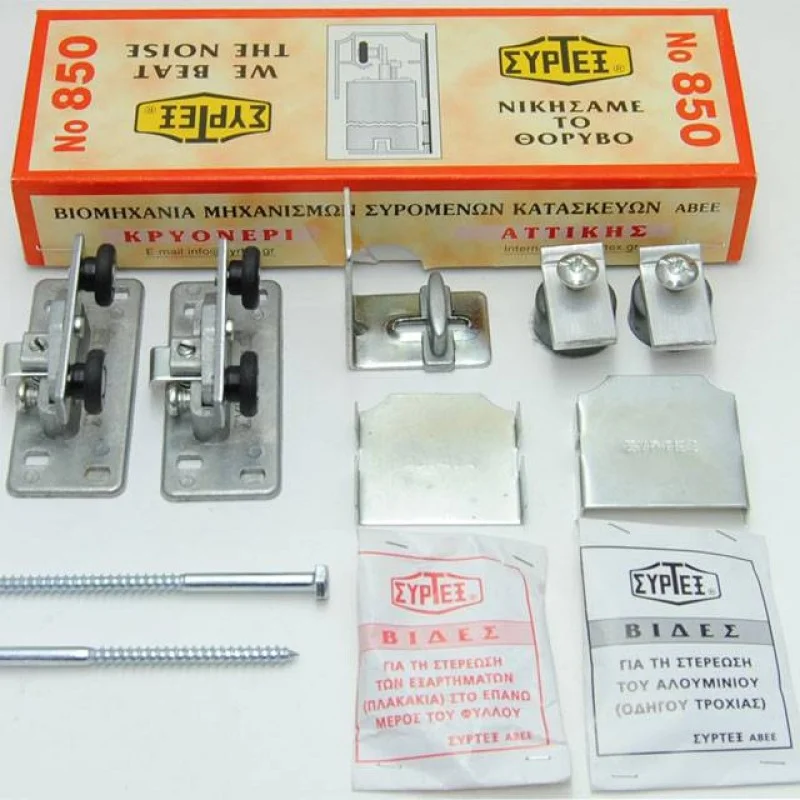 No 850
WE BEAT
THE NOISE
ΣΥΡΤΕΞ®
ΣΥΡΤΕΞ®
ΝΙΚΗΣΑΜΕ
ΤΟ
ΘΟΡΥΒΟ
No 850
ΒΙΟΜΗΧΑΝΙΑ ΜΗΧΑΝΙΣΜΩΝ ΣΥΡΟΜΕΝΩΝ ΚΑΤΑΣΚΕΥΩΝ ΑΒΕΕ
ΚΡΥΟΝΕΡΙ ΑΤΤΙΚΗΣ
E-mail
ΣΥΡΤΕΞ
ΣΥΡΤΕΞ®
ΒΙΔΕΣ
ΓΙΑ ΤΗ ΣΤΕΡΕΩΣΗ
ΤΩΝ ΕΞΑΡΤΗΜΑΤΩΝ
(ΠΛΑΚΑΚΙΑ) ΣΤΟ ΕΠΑΝΩ
ΜΕΡΟΣ ΤΟΥ ΦΥΛΛΟΥ
ΣΥΡΤΕΞ ΑΒΕΕ
ΣΥΡΤΕΞ®
ΒΙΔΕΣ
ΓΙΑ ΤΗ ΣΤΕΡΕΩΣΗ
ΤΟΥ ΑΛΟΥΜΙΝΙΟΥ
(ΟΔΗΓΟΥ ΤΡΟΧΙΑΣ)
ΣΥΡΤΕΞ ΑΒΕΕ